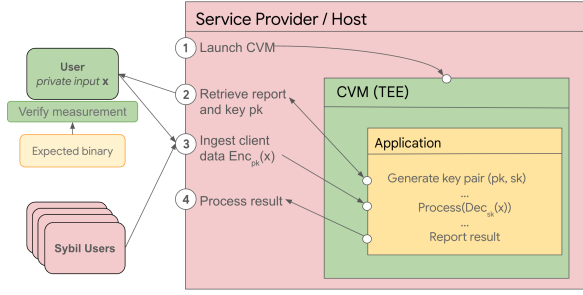 Service Provider / Host
1 Launch CVM
User
private input x
Verify measurement
Expected binary
2 Retrieve report
and key pk
3 Ingest client
data Enc_pk(x)
4 Process result
Sybil Users
CVM (TEE)
Application
Generate key pair (pk, sk)
...
Process(Dec_sk(x))
...
Report result